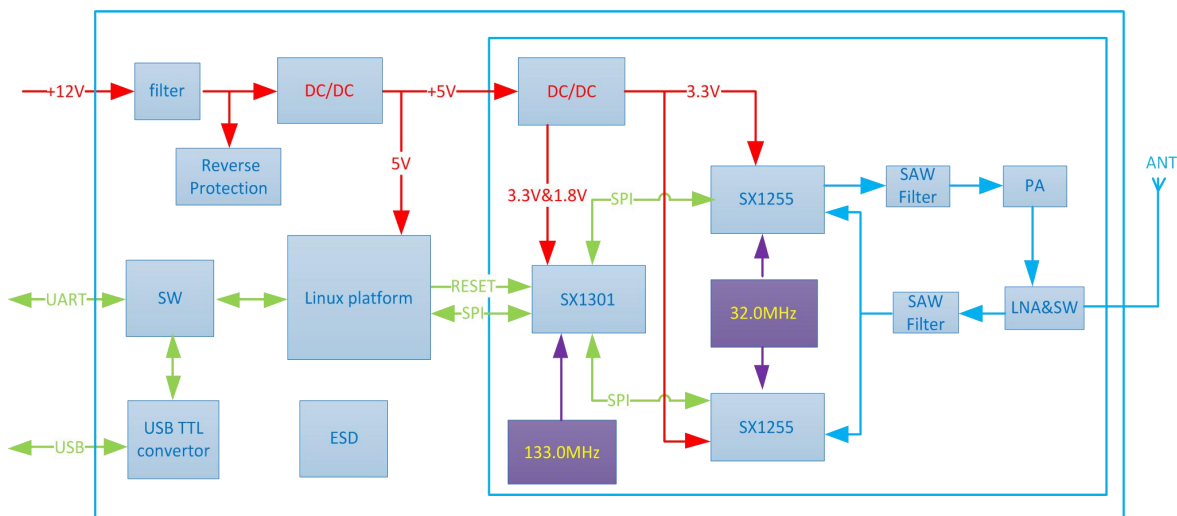 +12V
filter
DC/DC
+5V
DC/DC
3.3V
Reverse
Protection
5V
3.3V&1.8V
SPI
SX1255
SAW
Filter
PA
ANT
UART
SW
Linux platform
RESET
SPI
SX1301
32.0MHz
SAW
Filter
LNA&SW
USB
USB TTL
convertor
ESD
133.0MHz
SPI
SX1255